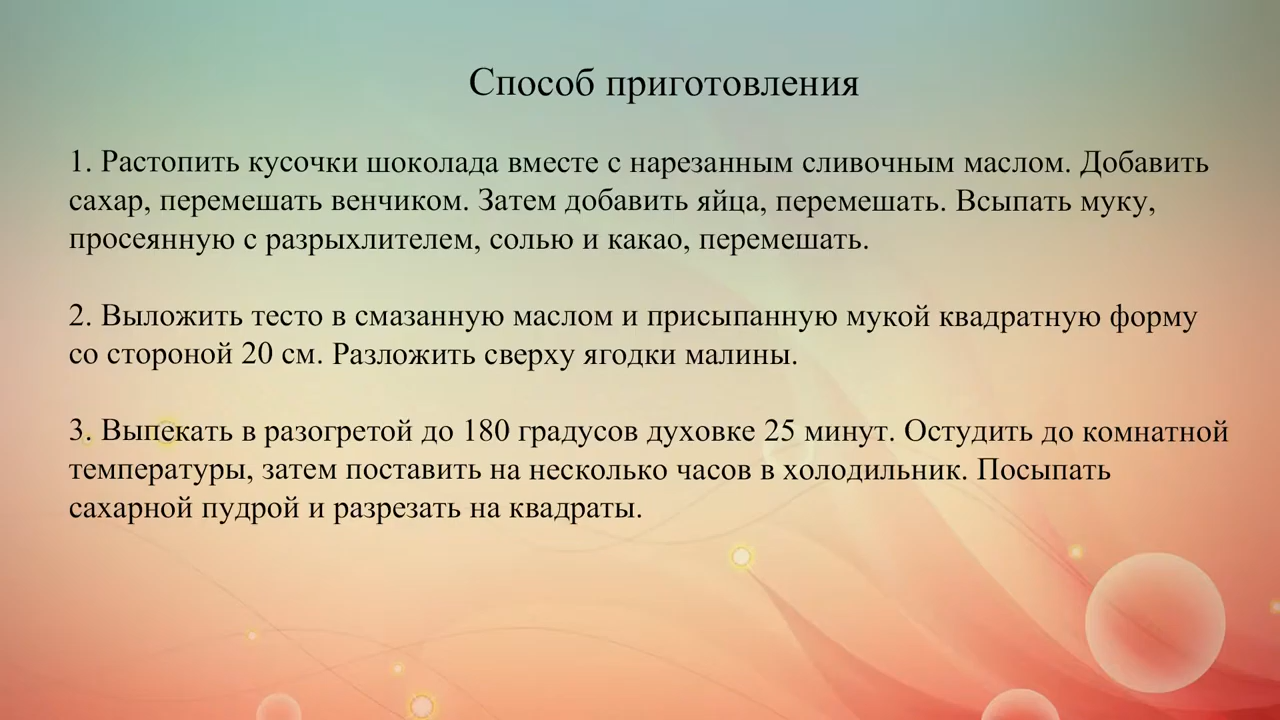 Способ приготовления
1. Растопить кусочки шоколада вместе с нарезанным сливочным маслом. Добавить
сахар, перемешать венчиком. Затем добавить яйца, перемешать. Всыпать муку,
просеянную с разрыхлителем, солью и какао, перемешать.
2. Выложить тесто в смазанную маслом и присыпанную мукой квадратную форму
со стороной 20 см. Разложить сверху ягодки малины.
3. Выпекать в разогретой до 180 градусов духовке 25 минут. Остудить до комнатной
температуры, затем поставить на несколько часов в холодильник. Посыпать
сахарной пудрой и разрезать на квадраты.